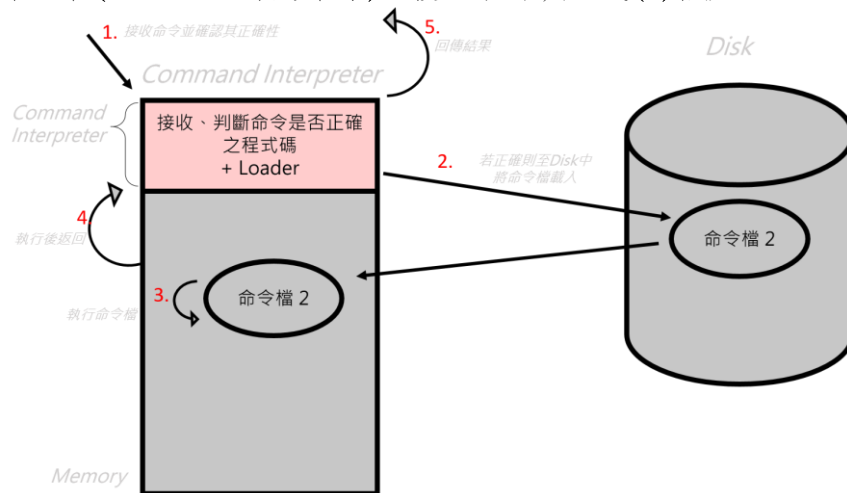 1. 接收命令並確認其正確性
5.
回傳結果
Disk
Command Interpreter
Command
Interpreter
接收、判斷命令是否正確
之程式碼
+ Loader
2.
若正確則至Disk中
將命令檔載入
4.
執行後返回
命令檔 2
3.
命令檔 2
執行命令檔
Memory